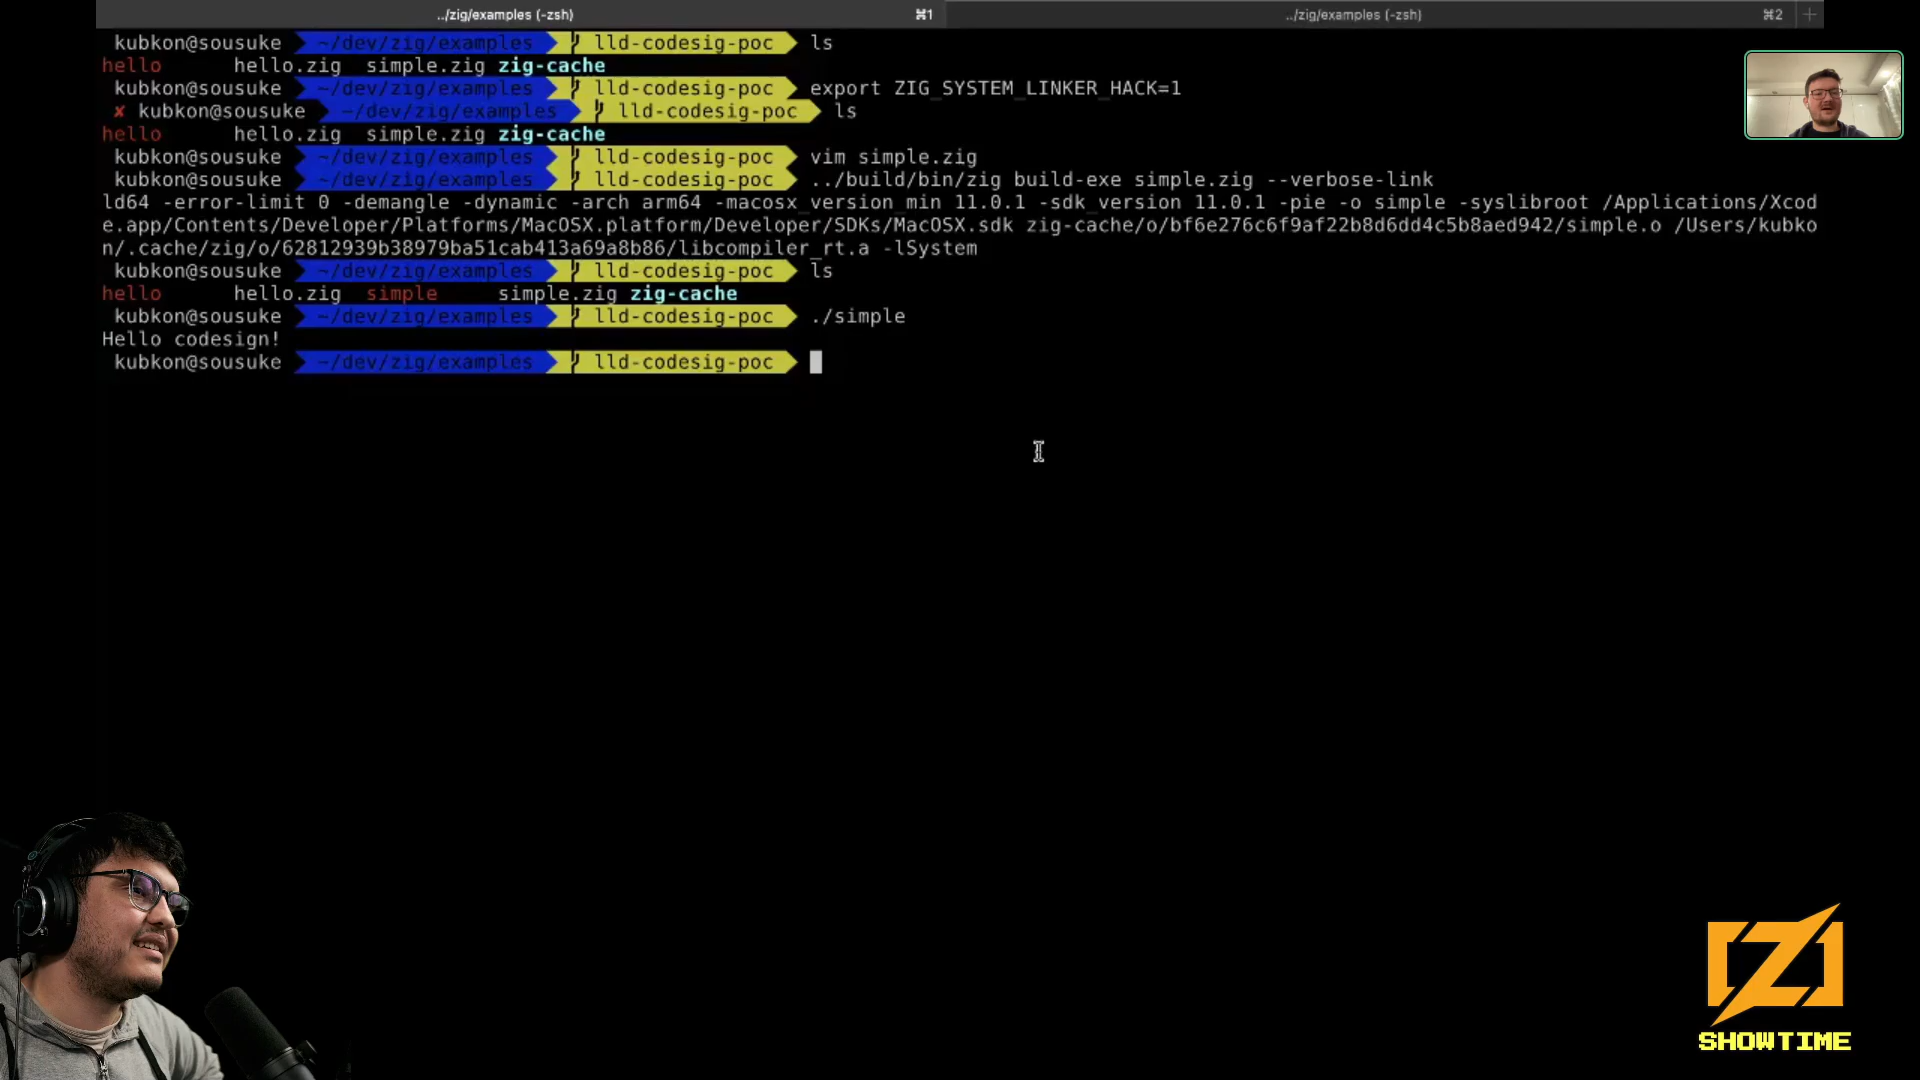 ../zig/examples (-zsh) ⌘1 ../zig/examples (-zsh) ⌘2 +
kubkon@sousuke ~/dev/zig/examples lld-codesig-poc ls
hello hello.zig simple.zig zig-cache
kubkon@sousuke ~/dev/zig/examples lld-codesig-poc export ZIG_SYSTEM_LINKER_HACK=1
✘ kubkon@sousuke ~/dev/zig/examples lld-codesig-poc ls
hello hello.zig simple.zig zig-cache
kubkon@sousuke ~/dev/zig/examples lld-codesig-poc vim simple.zig
kubkon@sousuke ~/dev/zig/examples lld-codesig-poc ../build/bin/zig build-exe simple.zig --verbose-link
ld64 -error-limit 0 -demangle -dynamic -arch arm64 -macosx_version_min 11.0.1 -sdk_version 11.0.1 -pie -o simple -syslibroot /Applications/Xcod
e.app/Contents/Developer/Platforms/MacOSX.platform/Developer/SDKs/MacOSX.sdk zig-cache/o/bf6e276c6f9af22b8d6dd4c5b8aed942/simple.o /Users/kubko
n/.cache/zig/o/62812939b38979ba51cab413a69a8b86/libcompiler_rt.a -lSystem
kubkon@sousuke ~/dev/zig/examples lld-codesig-poc ls
hello hello.zig simple simple.zig zig-cache
kubkon@sousuke ~/dev/zig/examples lld-codesig-poc ./simple
Hello codesign!
kubkon@sousuke ~/dev/zig/examples lld-codesig-poc
SHOWTIME